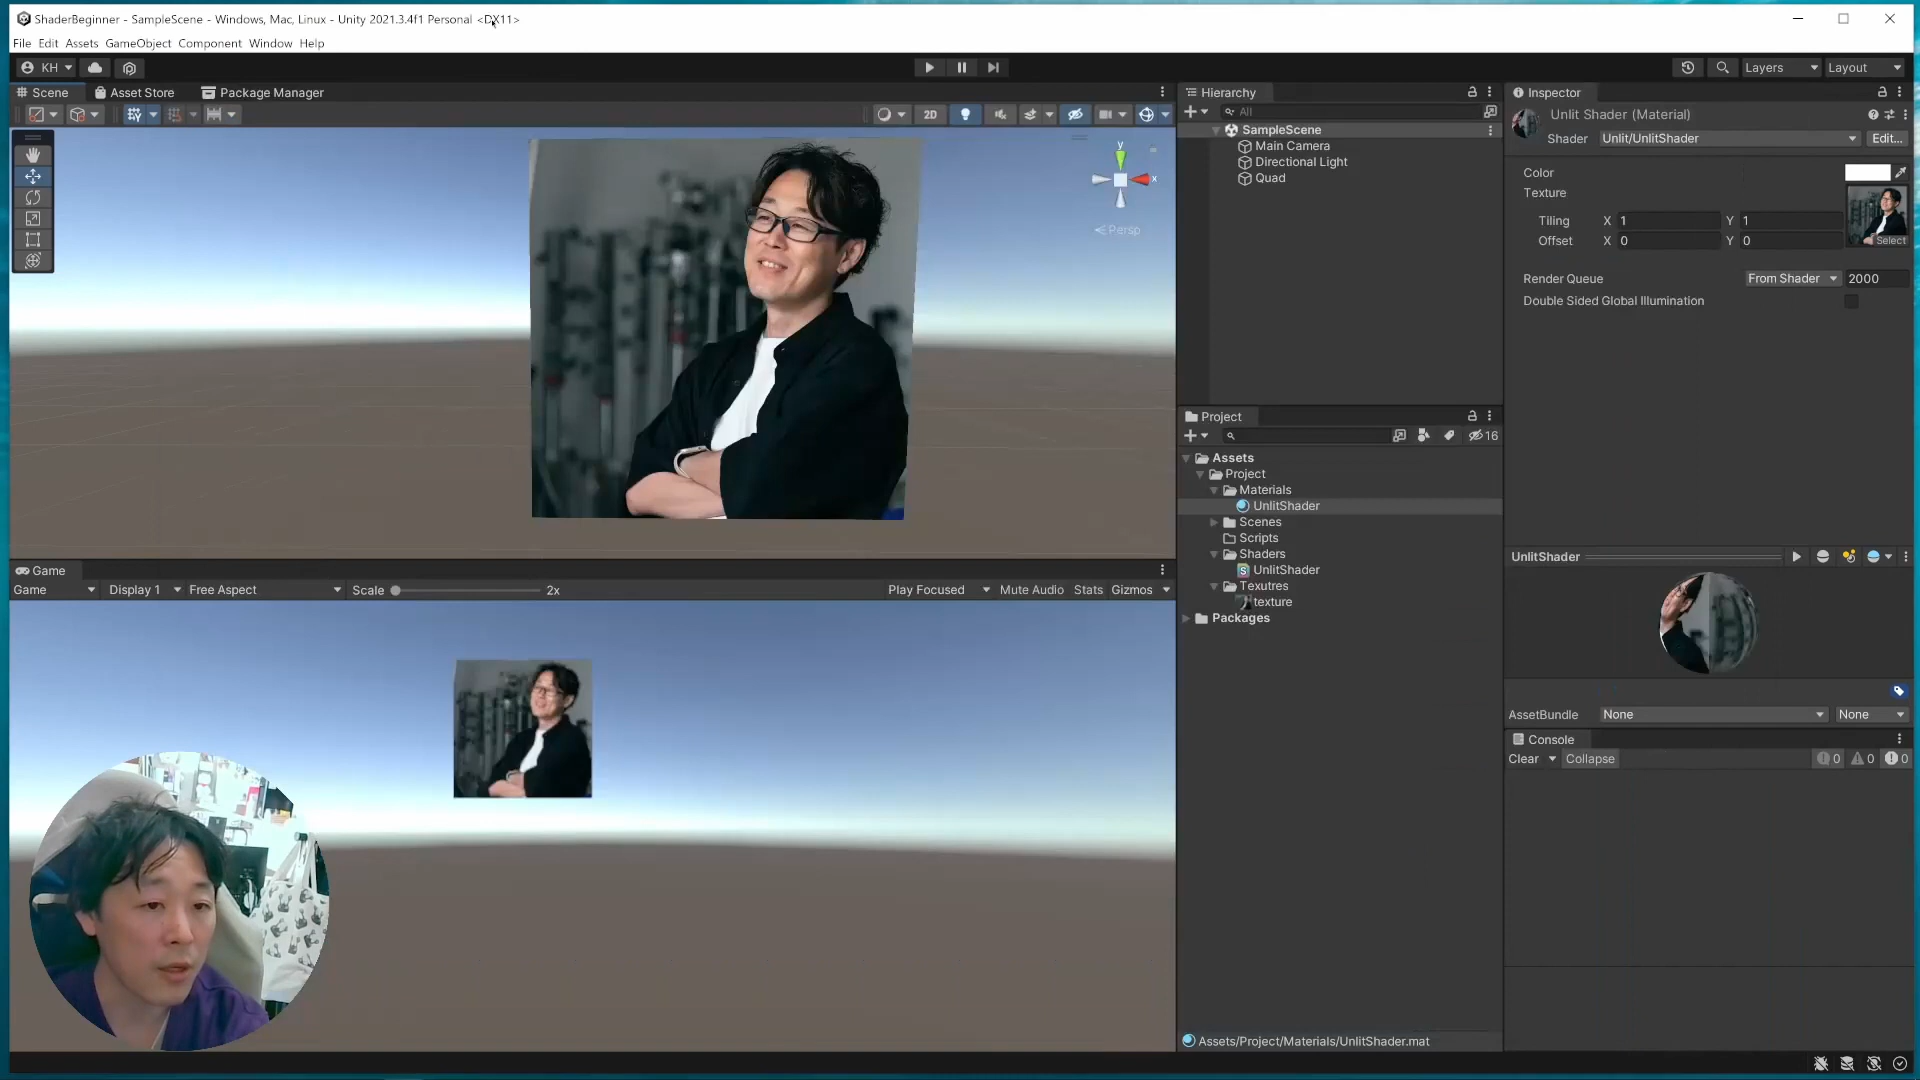 ShaderBeginner - SampleScene - Windows, Mac, Linux - Unity 2021.3.4f1 Personal <DX11>
File Edit Assets GameObject Component Window Help
KH
Layers
Layout
Scene
Asset Store
Package Manager
2D
y
x
Persp
Hierarchy
All
SampleScene
Main Camera
Directional Light
Quad
Project
16
Assets
Project
Materials
UnlitShader
Scenes
Scripts
Shaders
UnlitShader
Texutres
texture
Packages
Assets/Project/Materials/UnlitShader.mat
Inspector
Unlit Shader (Material)
Shader Unlit/UnlitShader Edit...
Color
Texture
Tiling X 1 Y 1
Offset X 0 Y 0
Select
Render Queue From Shader 2000
Double Sided Global Illumination
UnlitShader
AssetBundle None None
Console
Clear Collapse 0 0 0
Game
Game Display 1 Free Aspect Scale 2x Play Focused Mute Audio Stats Gizmos